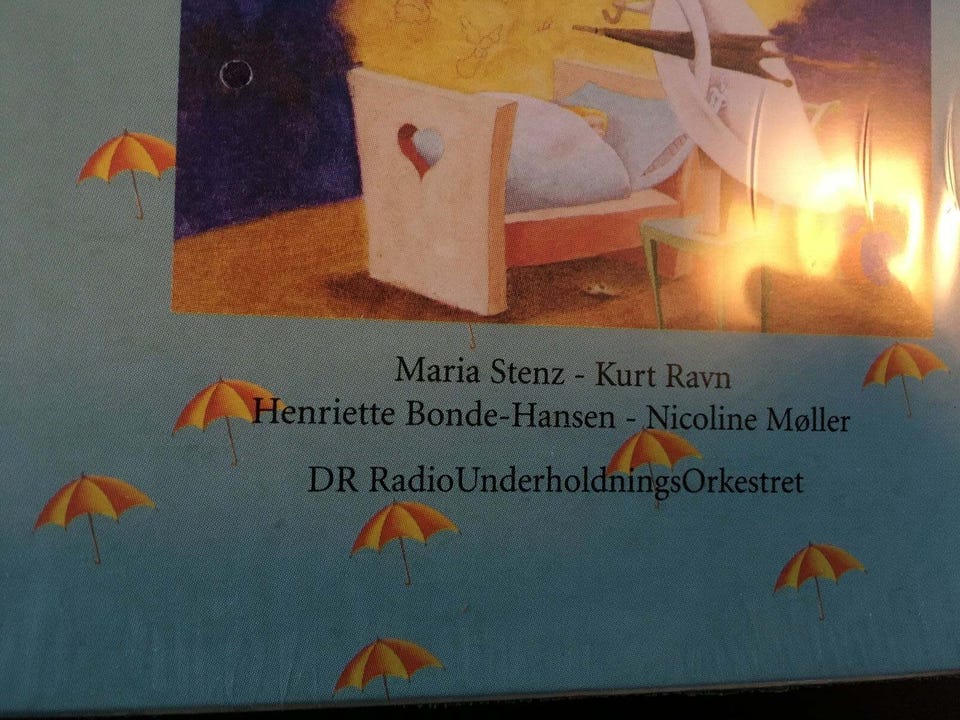 Maria Stenz - Kurt Ravn
Henriette Bonde-Hansen - Nicoline Møller
DR RadioUnderholdningsOrkestret